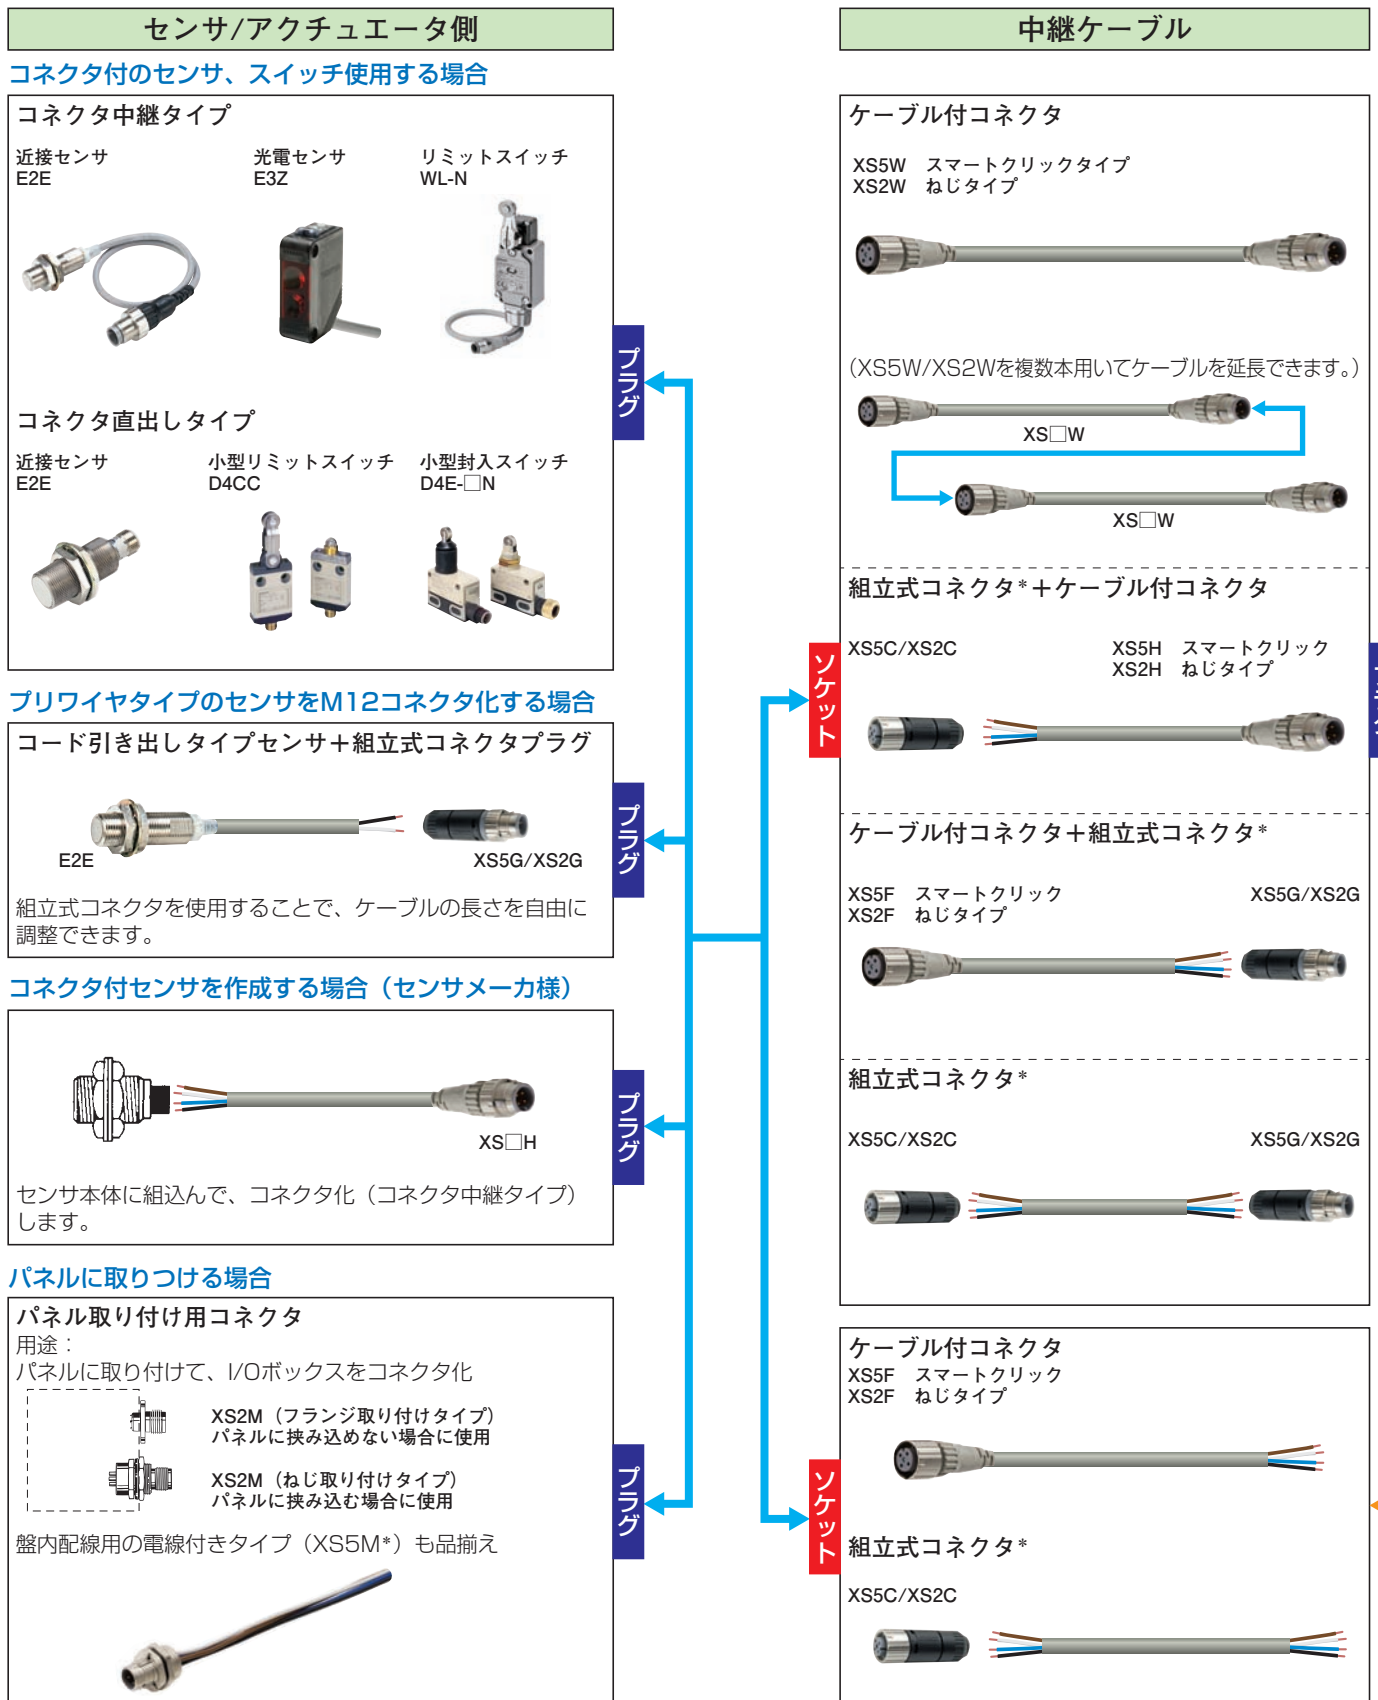 センサ/アクチュエータ側
コネクタ付のセンサ、スイッチ使用する場合
コネクタ中継タイプ
近接センサ
E2E
光電センサ
E3Z
リミットスイッチ
WL-N
コネクタ直出しタイプ
近接センサ
E2E
小型リミットスイッチ
D4CC
小型封入スイッチ
D4E-□N
プラグ
プリワイヤタイプのセンサをM12コネクタ化する場合
コード引き出しタイプセンサ＋組立式コネクタプラグ
E2E
XS5G/XS2G
組立式コネクタを使用することで、ケーブルの長さを自由に
調整できます。
プラグ
コネクタ付センサを作成する場合（センサメーカ様）
XS□H
センサ本体に組込んで、コネクタ化（コネクタ中継タイプ）
します。
プラグ
パネルに取りつける場合
パネル取り付け用コネクタ
用途：
パネルに取り付けて、I/Oボックスをコネクタ化
XS2M（フランジ取り付けタイプ）
パネルに挟み込めない場合に使用
XS2M（ねじ取り付けタイプ）
パネルに挟み込む場合に使用
盤内配線用の電線付きタイプ（XS5M*）も品揃え
プラグ
中継ケーブル
ケーブル付コネクタ
XS5W スマートクリックタイプ
XS2W ねじタイプ
（XS5W/XS2Wを複数本用いてケーブルを延長できます。）
XS□W
XS□W
組立式コネクタ*＋ケーブル付コネクタ
XS5C/XS2C
XS5H スマートクリック
XS2H ねじタイプ
ソケット
ケーブル付コネクタ＋組立式コネクタ*
XS5F スマートクリック
XS2F ねじタイプ
XS5G/XS2G
組立式コネクタ*
XS5C/XS2C
XS5G/XS2G
ケーブル付コネクタ
XS5F スマートクリック
XS2F ねじタイプ
ソケット
組立式コネクタ*
XS5C/XS2C